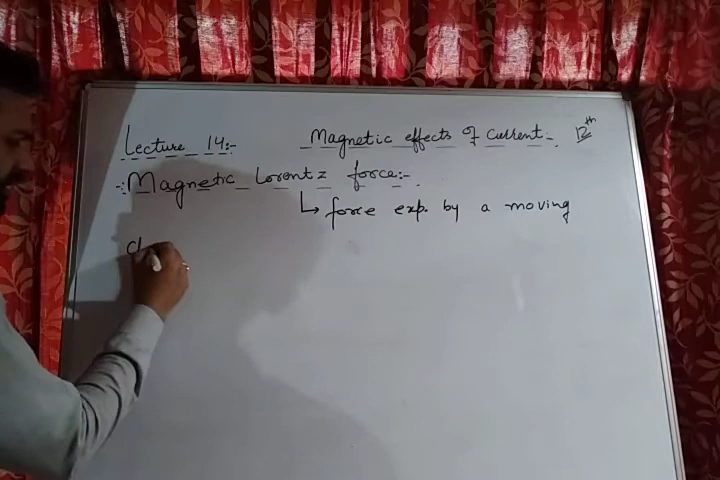 Lecture 14:- Magnetic effects of Current:- 12th
Magnetic Lorentz force:-
↳ force exp. by a moving
ch